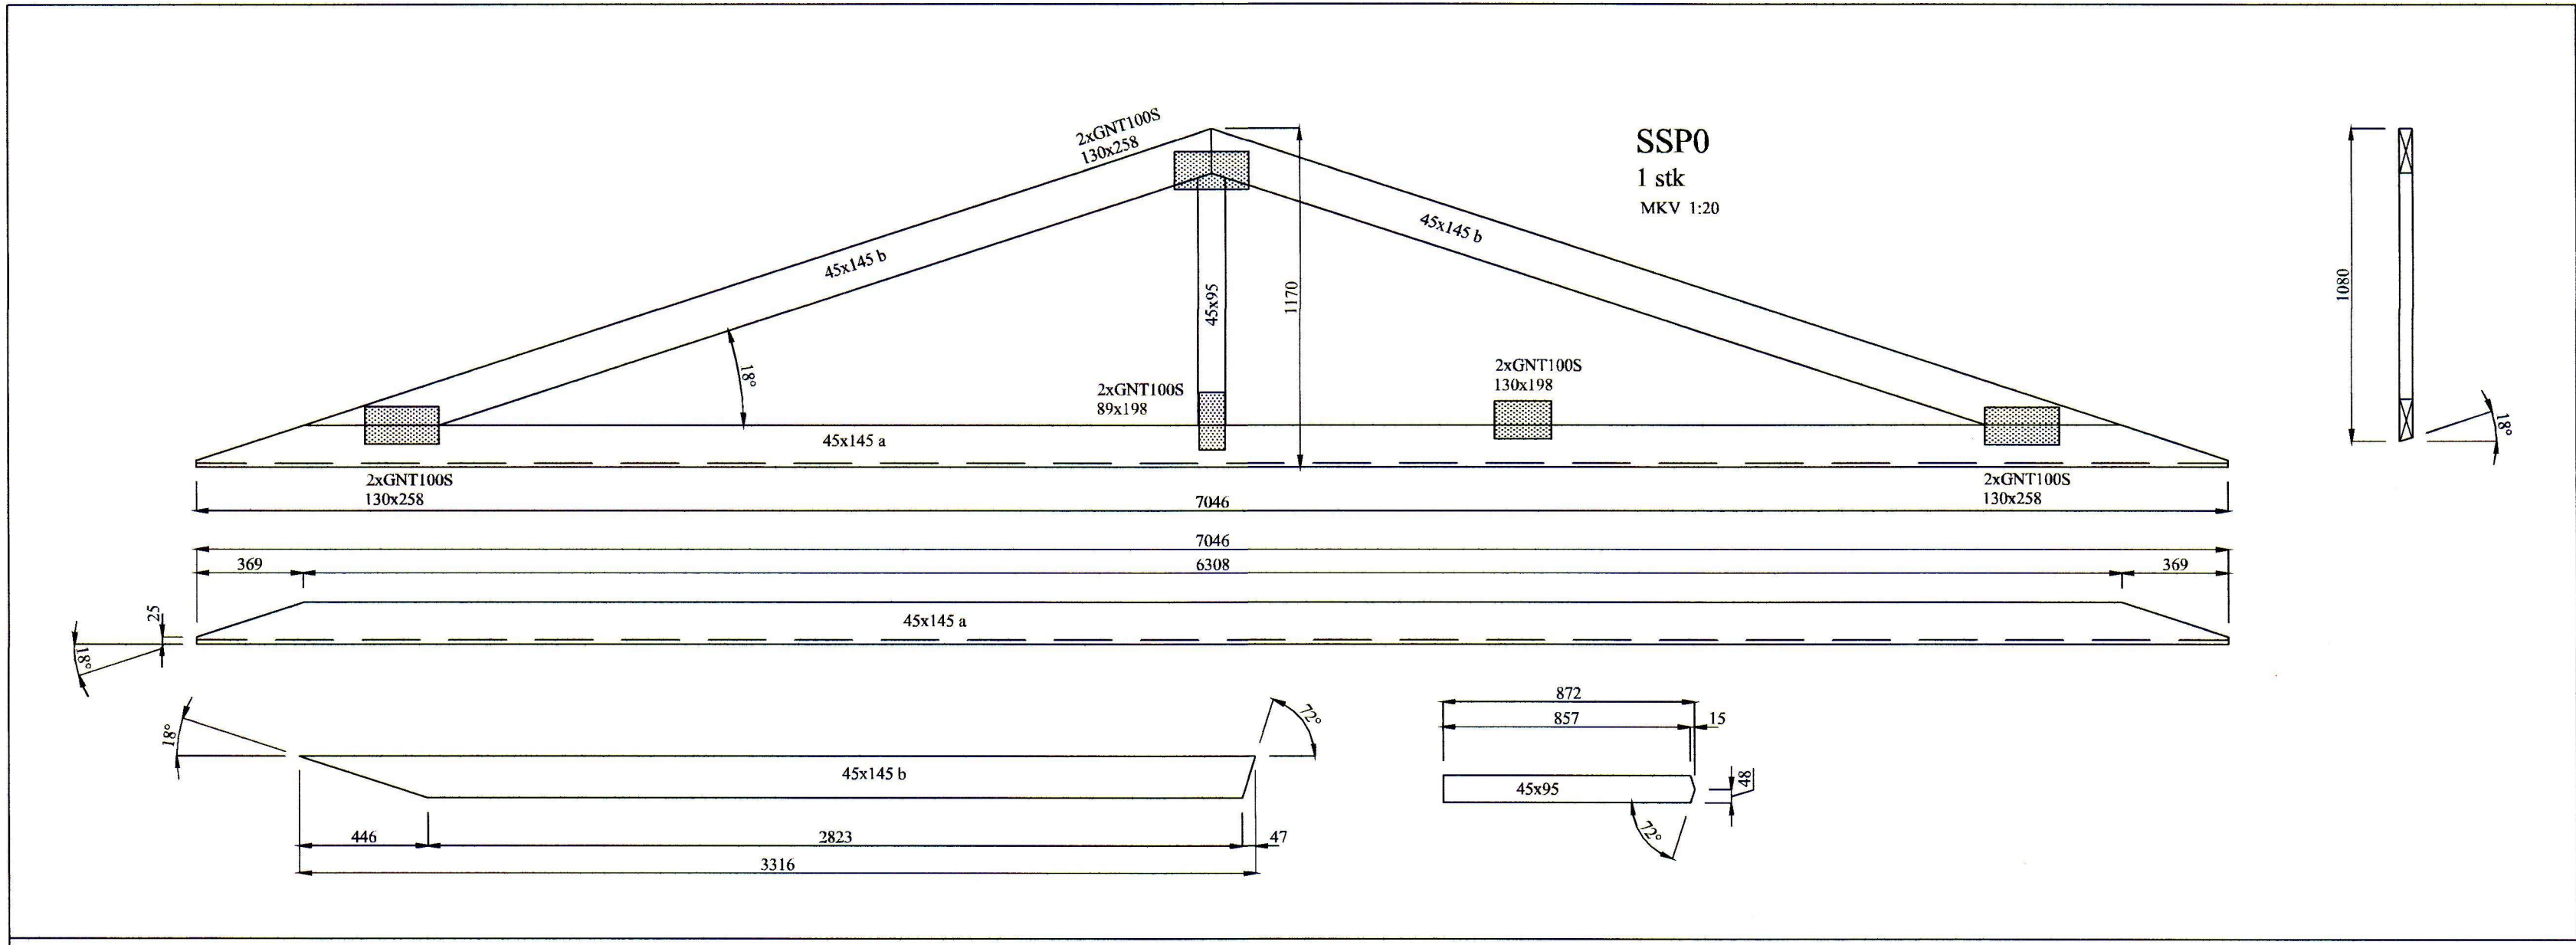 2xGNT100S
130x258
SSP0
1 stk
MKV 1:20
45x145 b
45x145 b
45x95
1170
1080
18°
18°
2xGNT100S
89x198
2xGNT100S
130x198
45x145 a
2xGNT100S
130x258
2xGNT100S
130x258
7046
7046
369
6308
369
25
18°
45x145 a
18°
72°
45x145 b
446
2823
47
3316
872
857
15
45x95
48
72°